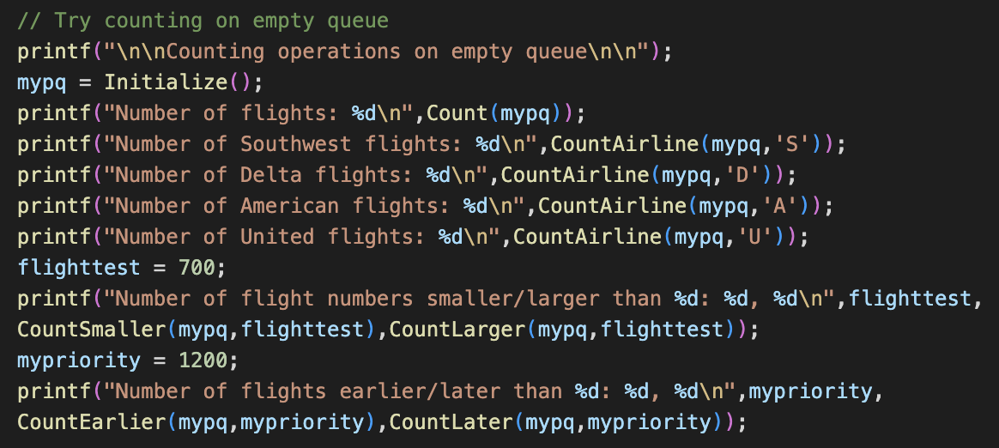 // Try counting on empty queue
printf("\n\nCounting operations on empty queue\n\n");
mypq = Initialize();
printf("Number of flights: %d\n",Count(mypq));
printf("Number of Southwest flights: %d\n",CountAirline(mypq,'S'));
printf("Number of Delta flights: %d\n",CountAirline(mypq,'D'));
printf("Number of American flights: %d\n",CountAirline(mypq,'A'));
printf("Number of United flights: %d\n",CountAirline(mypq,'U'));
flighttest = 700;
printf("Number of flight numbers smaller/larger than %d: %d, %d\n",flighttest,
CountSmaller(mypq,flighttest),CountLarger(mypq,flighttest));
mypriority = 1200;
printf("Number of flights earlier/later than %d: %d, %d\n",mypriority,
CountEarlier(mypq,mypriority),CountLater(mypq,mypriority));